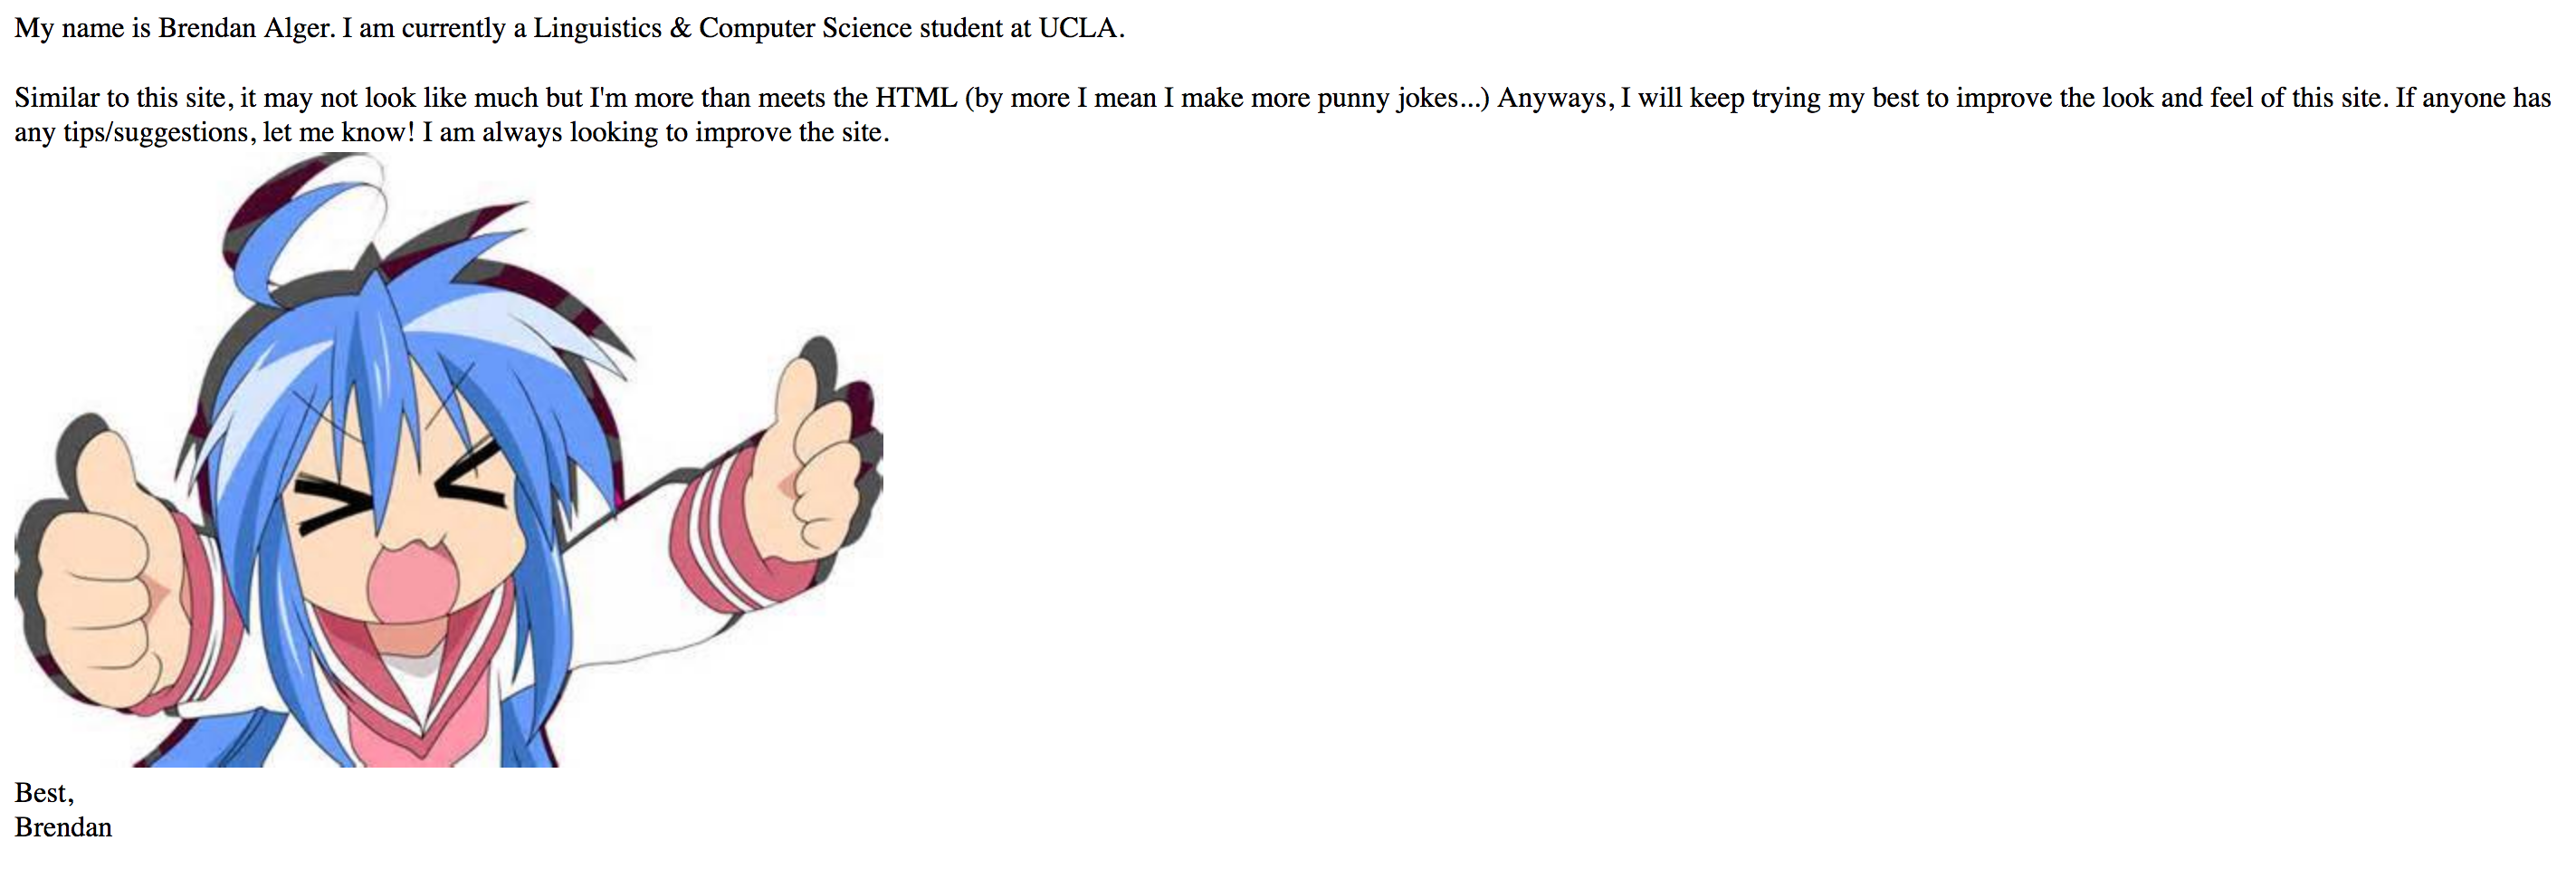 My name is Brendan Alger. I am currently a Linguistics & Computer Science student at UCLA.
Similar to this site, it may not look like much but I'm more than meets the HTML (by more I mean I make more punny jokes...) Anyways, I will keep trying my best to improve the look and feel of this site. If anyone has
any tips/suggestions, let me know! I am always looking to improve the site.
Best,
Brendan